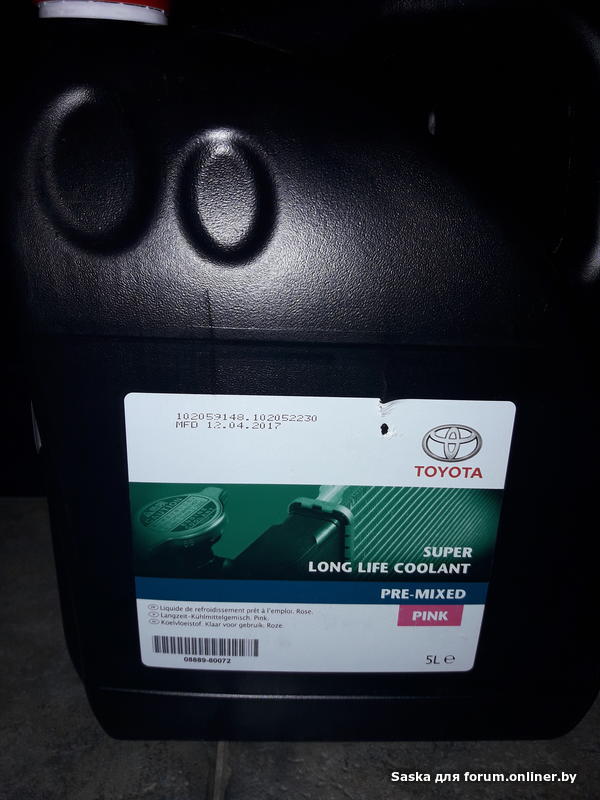 102059148.102052230
MFD 12.04.2017
TOYOTA
SUPER
LONG LIFE COOLANT
PRE-MIXED
PINK
Liquide de refroidissement prêt à l'emploi. Rose.
Langzeit-Kühlmittelgemisch. Pink.
Koelvloeistof. Klaar voor gebruik. Roze.
08889-80072
5L ℮
Saska для forum.onliner.by